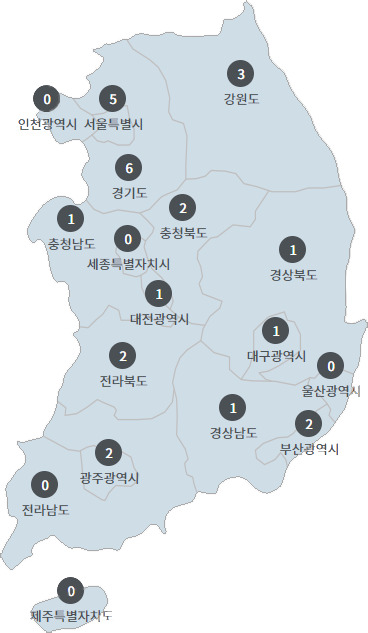 3
강원도
0
인천광역시
5
서울특별시
6
경기도
2
충청북도
1
충청남도
0
세종특별자치시
1
경상북도
1
대전광역시
1
대구광역시
2
전라북도
0
울산광역시
1
경상남도
2
부산광역시
2
광주광역시
0
전라남도
0
제주특별자치도